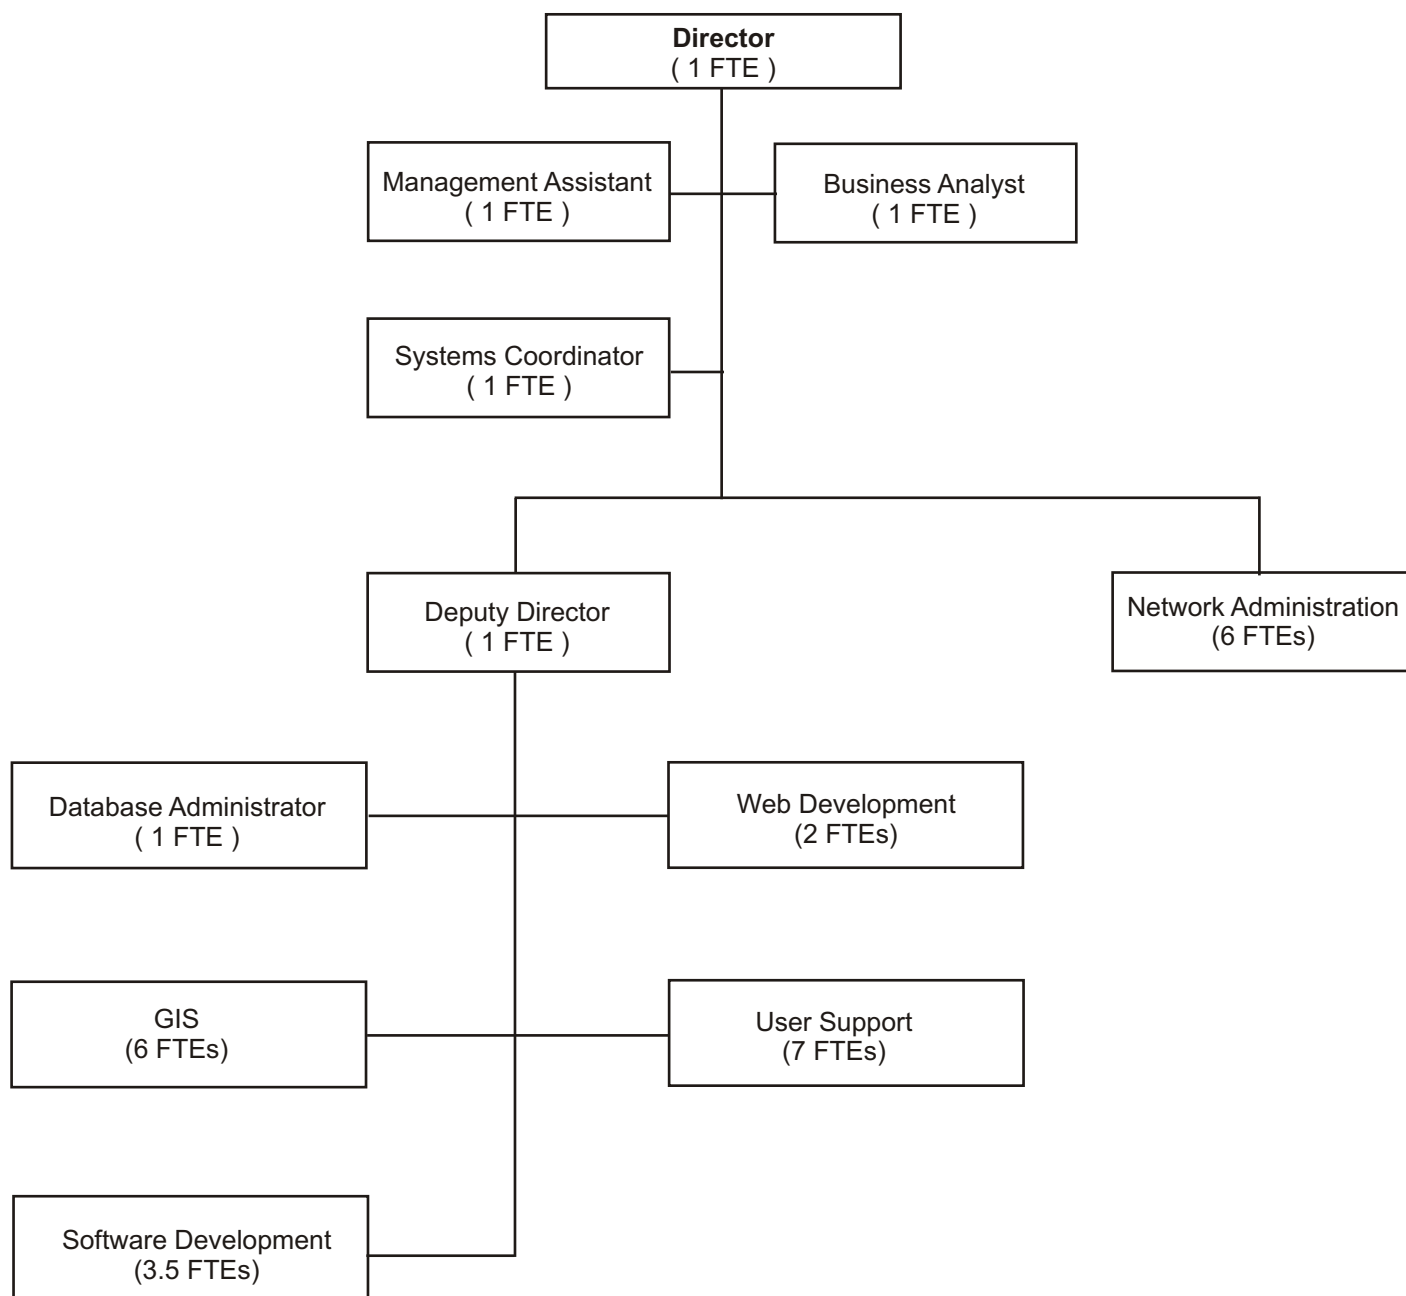 Director
( 1 FTE )
Management Assistant
( 1 FTE )
Business Analyst
( 1 FTE )
Systems Coordinator
( 1 FTE )
Deputy Director
( 1 FTE )
Network Administration
(6 FTEs)
Database Administrator
( 1 FTE )
Web Development
(2 FTEs)
GIS
(6 FTEs)
User Support
(7 FTEs)
Software Development
(3.5 FTEs)